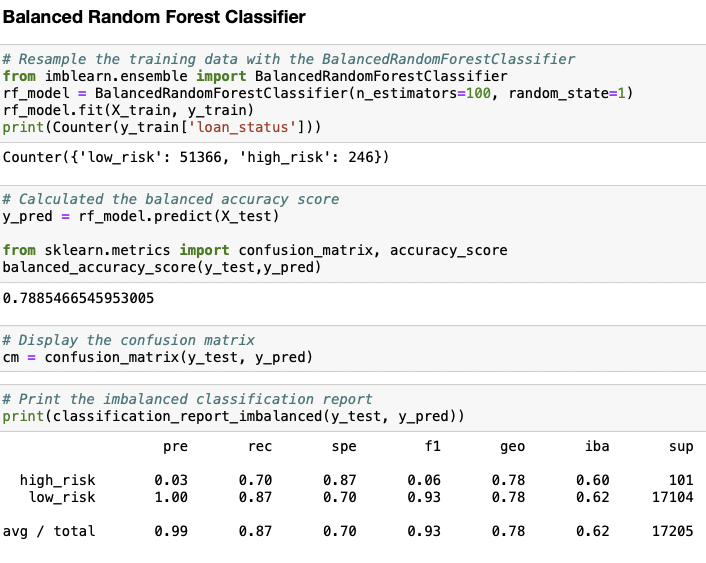 Balanced Random Forest Classifier
# Resample the training data with the BalancedRandomForestClassifier
from imblearn.ensemble import BalancedRandomForestClassifier
rf_model = BalancedRandomForestClassifier(n_estimators=100, random_state=1)
rf_model.fit(X_train, y_train)
print(Counter(y_train['loan_status']))
Counter({'low_risk': 51366, 'high_risk': 246})
# Calculated the balanced accuracy score
y_pred = rf_model.predict(X_test)
from sklearn.metrics import confusion_matrix, accuracy_score
balanced_accuracy_score(y_test,y_pred)
0.7885466545953005
# Display the confusion matrix
cm = confusion_matrix(y_test, y_pred)
# Print the imbalanced classification report
print(classification_report_imbalanced(y_test, y_pred))
pre rec spe f1 geo iba sup
high_risk 0.03 0.70 0.87 0.06 0.78 0.60 101
low_risk 1.00 0.87 0.70 0.93 0.78 0.62 17104
avg / total 0.99 0.87 0.70 0.93 0.78 0.62 17205